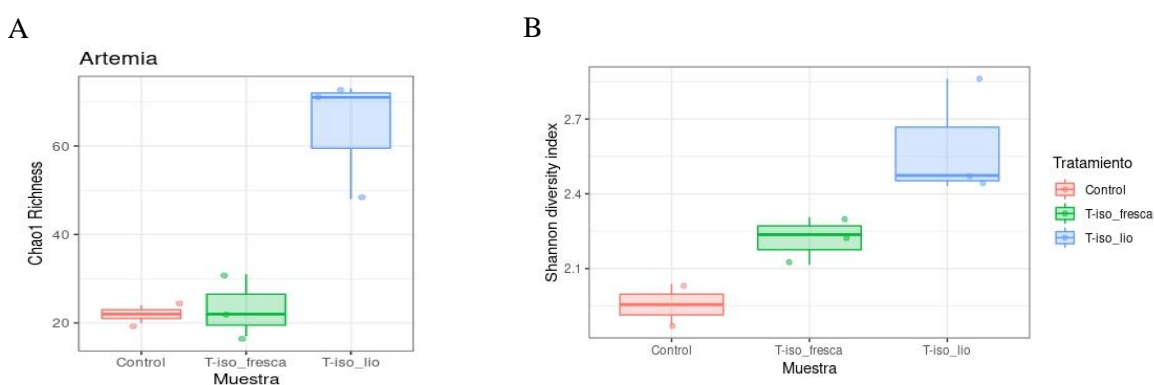 A
Artemia
Chao1 Richness
60
40
20
Control T-iso_fresca T-iso_lio
Muestra
B
Shannon diversity index
2.7
2.4
2.1
Control T-iso_fresca T-iso_lio
Muestra
Tratamiento
Control
T-iso_fresca
T-iso_lio